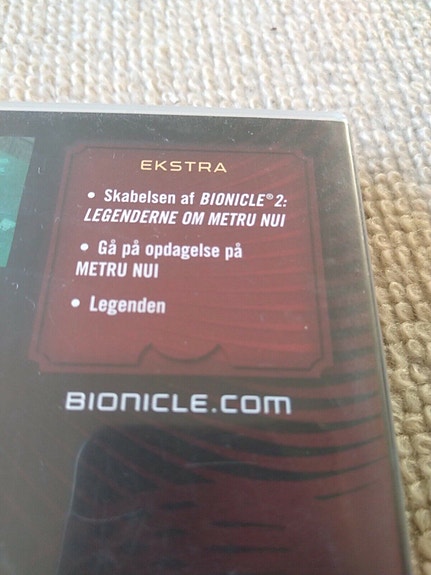 EKSTRA
• Skabelsen af BIONICLE® 2:
LEGENDERNE OM METRU NUI
• Gå på opdagelse på
METRU NUI
• Legenden
BIONICLE.COM